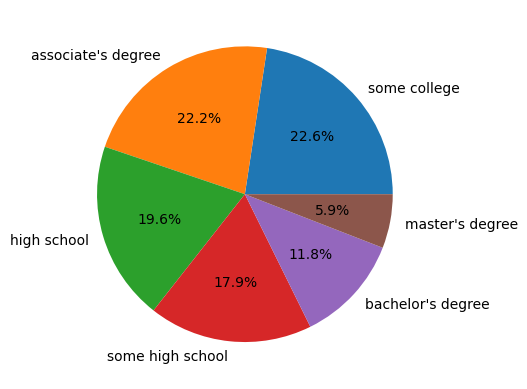 associate's degree
some college
22.2%
22.6%
19.6%
5.9%
master's degree
high school
11.8%
17.9%
bachelor's degree
some high school